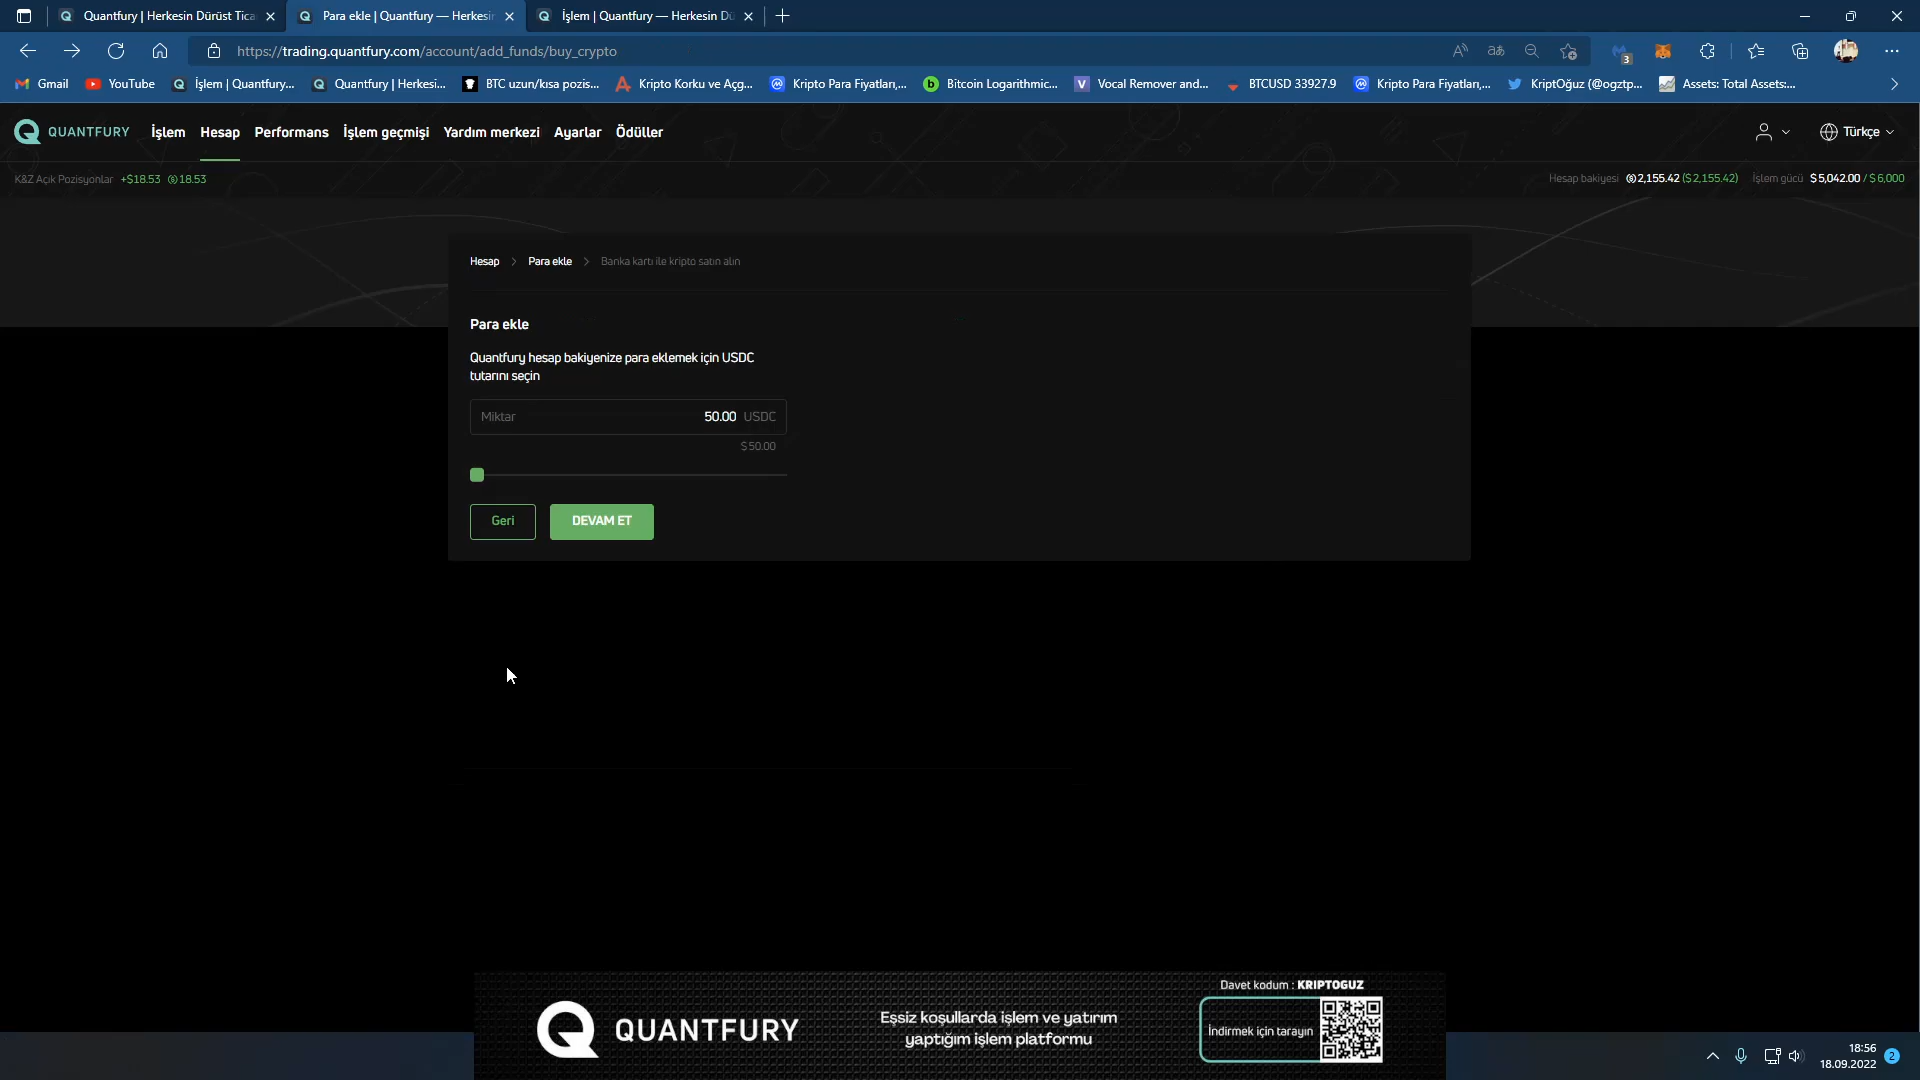 Quantfury | Herkesin Dürüst Tica
Para ekle | Quantfury — Herkesin
İşlem | Quantfury — Herkesin Dü
https://trading.quantfury.com/account/add_funds/buy_crypto
3
Gmail
YouTube
İşlem | Quantfury...
Quantfury | Herkesi...
BTC uzun/kısa pozis...
Kripto Korku ve Açg...
Kripto Para Fiyatları,...
Bitcoin Logarithmic...
Vocal Remover and...
BTCUSD 33927.9
Kripto Para Fiyatları,...
KriptOğuz (@ogztp...
Assets: Total Assets:...
QUANTFURY
İşlem
Hesap
Performans
İşlem geçmişi
Yardım merkezi
Ayarlar
Ödüller
Türkçe
K&Z Açık Pozisyonlar +$18.53 18.53
Hesap bakiyesi 2,155.42 ($2,155.42)
İşlem gücü $5,042.00 / $6,000
Hesap > Para ekle > Banka kartı ile kripto satın alın
Para ekle
Quantfury hesap bakiyenize para eklemek için USDC
tutarını seçin
Miktar 50.00 USDC
$50.00
Geri
DEVAM ET
QUANTFURY
Eşsiz koşullarda işlem ve yatırım
yaptığım işlem platformu
Davet kodum : KRIPTOGUZ
İndirmek için tarayın
18:56
18.09.2022
2